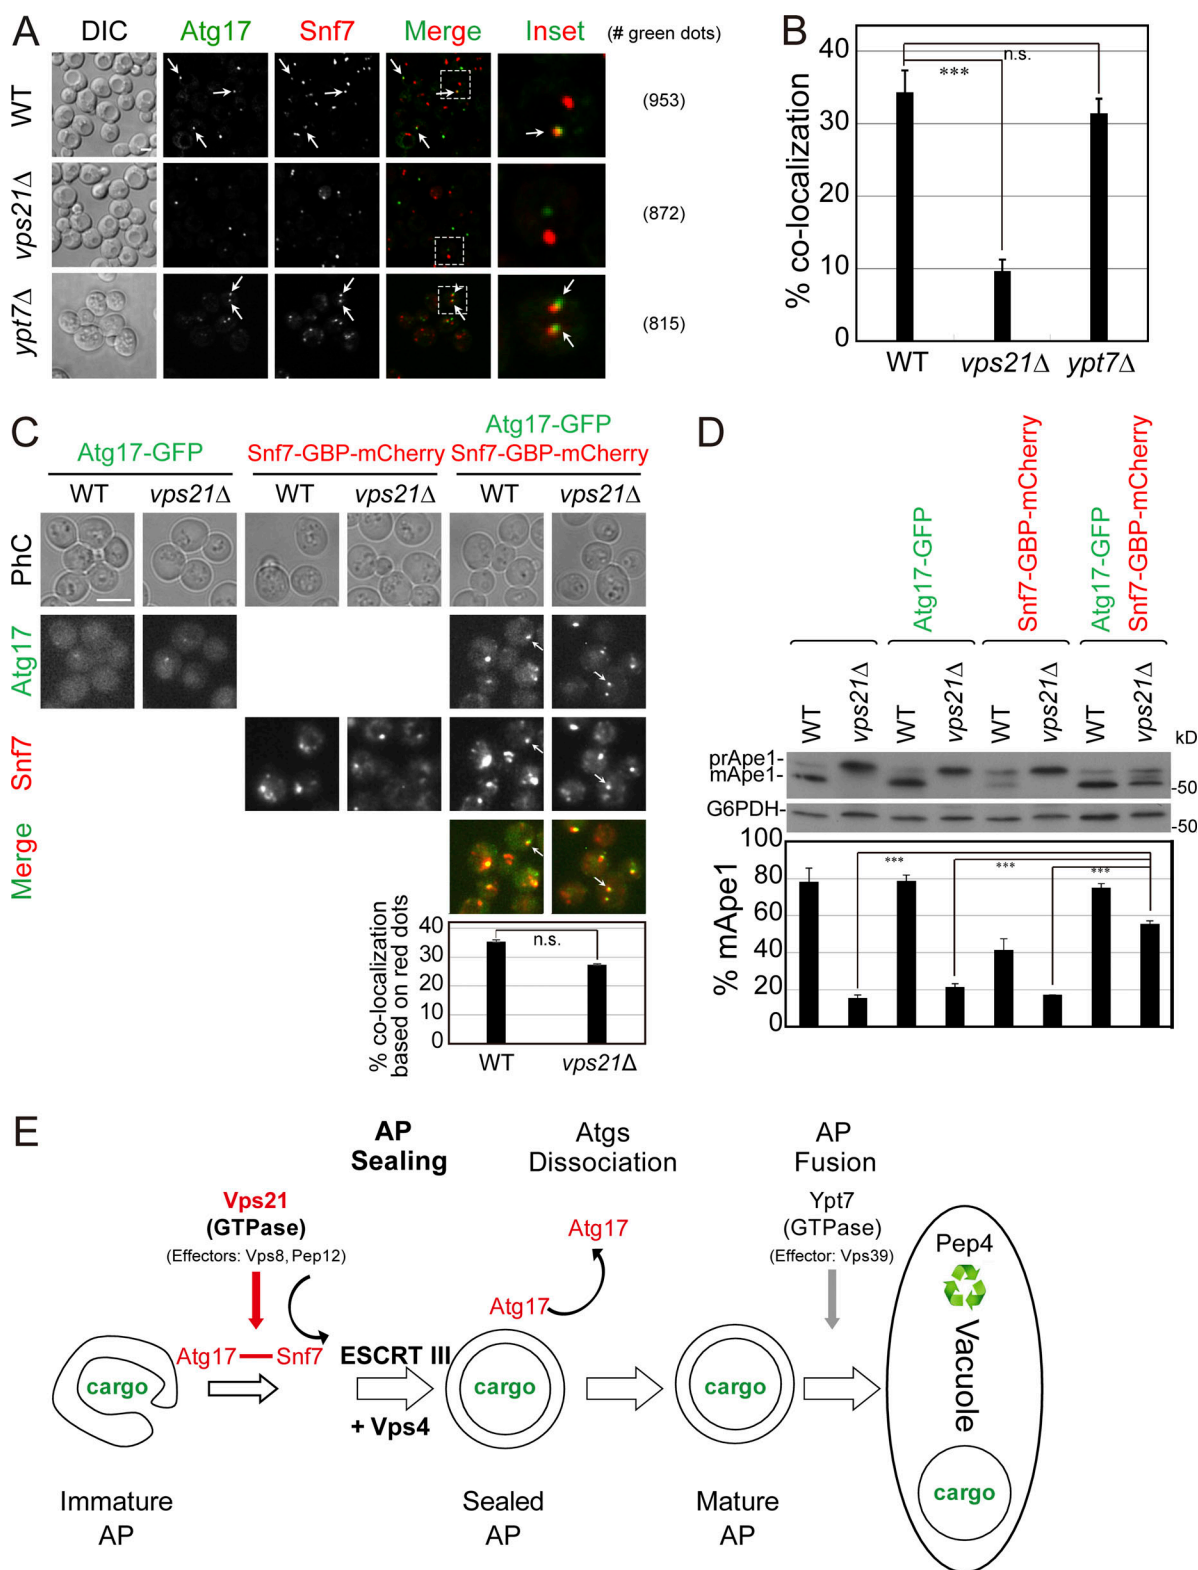 A
DIC Atg17 Snf7 Merge Inset (# green dots)
WT
(953)
vps21Δ
(872)
ypt7Δ
(815)
B
% co-localization
40
30
20
10
0
n.s.
***
WT vps21Δ ypt7Δ
C
Atg17-GFP
Snf7-GBP-mCherry
Atg17-GFP
Snf7-GBP-mCherry
WT vps21Δ WT vps21Δ WT vps21Δ
PhC
Atg17
Snf7
Merge
% co-localization
based on red dots
40
30
20
10
0
n.s.
WT vps21Δ
D
Atg17-GFP
Snf7-GBP-mCherry
Atg17-GFP
Snf7-GBP-mCherry
WT vps21Δ WT vps21Δ WT vps21Δ WT vps21Δ
kD
prApe1-
mApe1-
-50
G6PDH-
-50
% mApe1
100
80
60
40
20
0
*** *** ***
E
AP
Sealing
Atgs
Dissociation
AP
Fusion
Vps21
(GTPase)
(Effectors: Vps8, Pep12)
Atg17
Ypt7
(GTPase)
(Effector: Vps39)
Pep4
Vacuole
Atg17
Atg17 Snf7
ESCRT III
+ Vps4
cargo
cargo
cargo
cargo
Immature
AP
Sealed
AP
Mature
AP